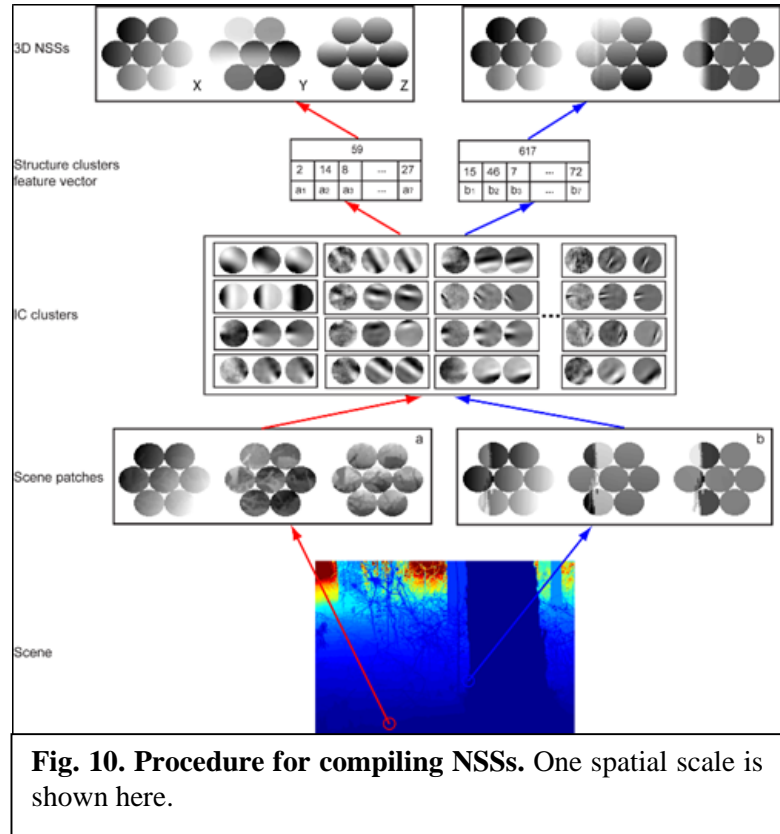 3D NSSs
X Y Z
Structure clusters
feature vector
59
2 14 8 ... 27
a1 a2 a3 ... a7
617
15 46 7 ... 72
b1 b2 b3 ... b7
IC clusters
...
Scene patches
a
b
Scene
Fig. 10. Procedure for compiling NSSs. One spatial scale is
shown here.